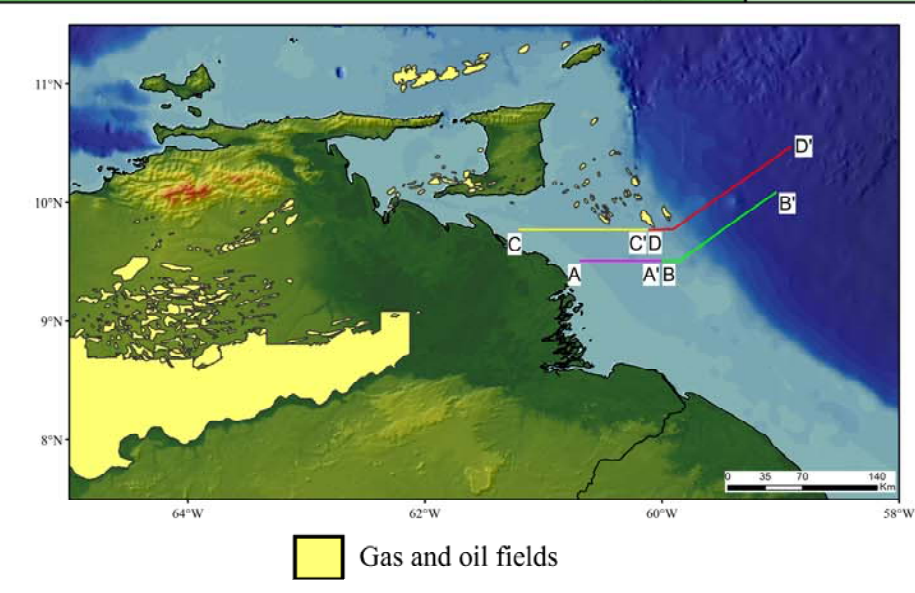 11°N
D'
10°N
B'
C
C' D
A
A' B
9°N
8°N
0 35 70 140
Km
64°W 62°W 60°W 58°W
Gas and oil fields